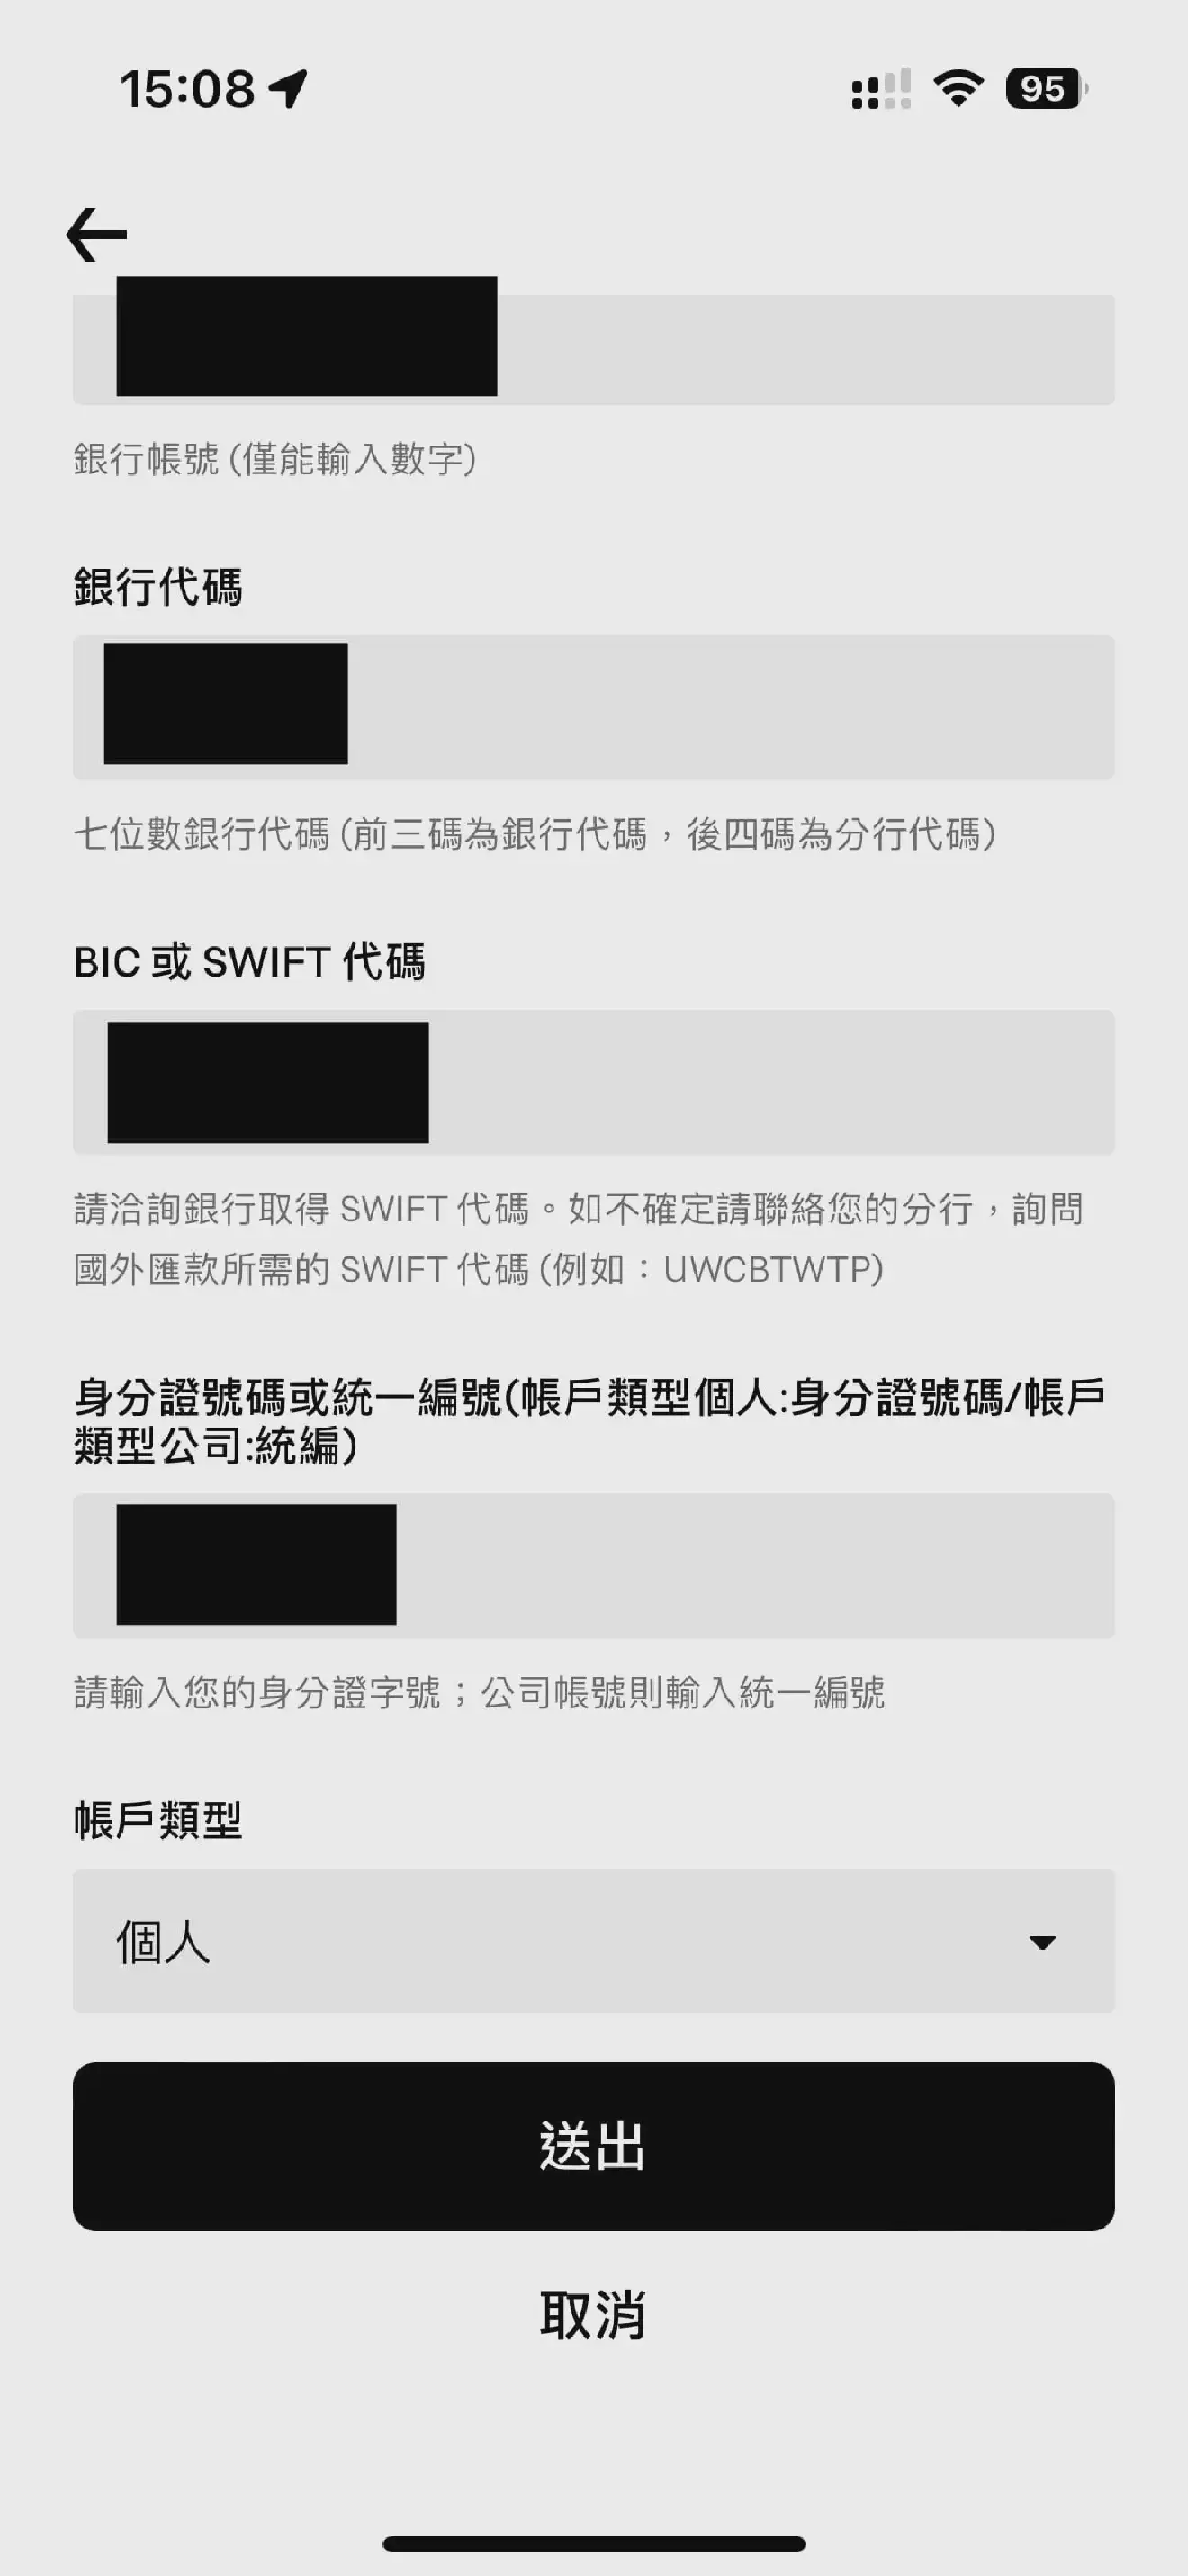 15:08
95
銀行帳號 (僅能輸入數字)
銀行代碼
七位數銀行代碼 (前三碼為銀行代碼，後四碼為分行代碼)
BIC 或 SWIFT 代碼
請洽詢銀行取得 SWIFT 代碼。如不確定請聯絡您的分行，詢問
國外匯款所需的 SWIFT 代碼 (例如：UWCBTWTP)
身分證號碼或統一編號(帳戶類型個人:身分證號碼/帳戶
類型公司:統編)
請輸入您的身分證字號；公司帳號則輸入統一編號
帳戶類型
個人
送出
取消